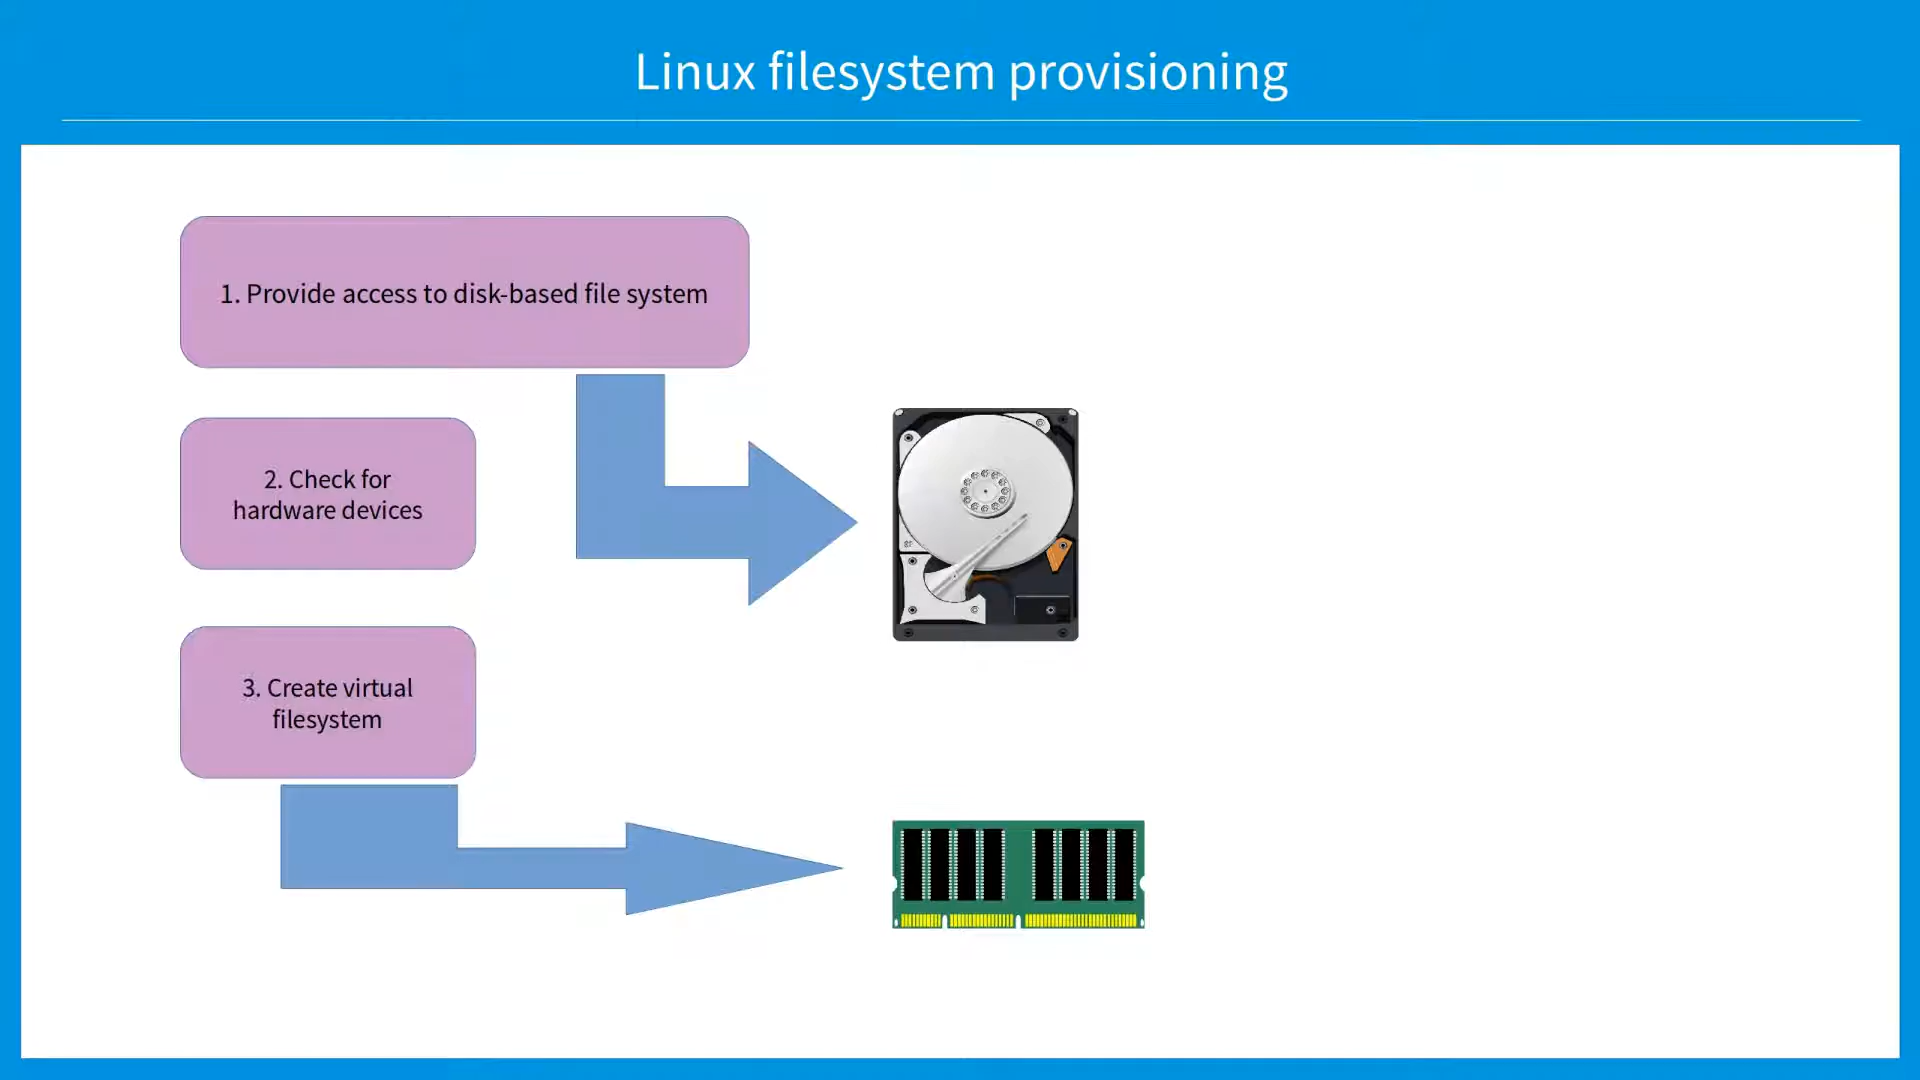 Linux filesystem provisioning
1. Provide access to disk-based file system
2. Check for
hardware devices
3. Create virtual
filesystem